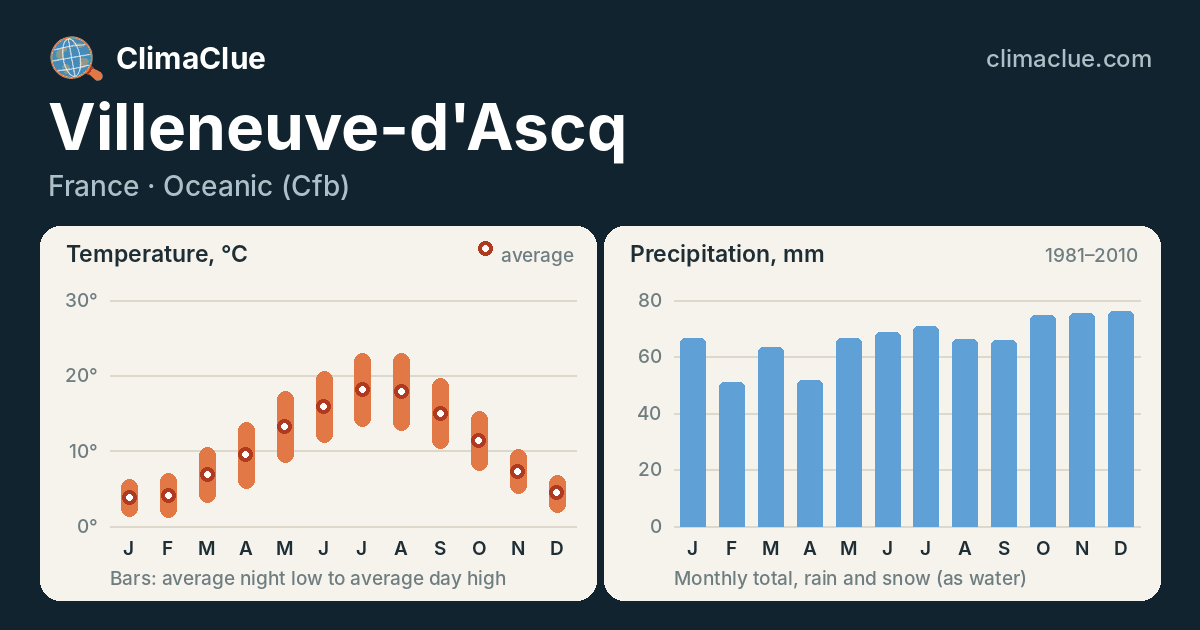 ClimaClue
climaclue.com
Villeneuve-d'Ascq
France · Oceanic (Cfb)
Temperature, °C
average
30°
20°
10°
0°
J F M A M J J A S O N D
Bars: average night low to average day high
Precipitation, mm
1981–2010
80
60
40
20
0
J F M A M J J A S O N D
Monthly total, rain and snow (as water)